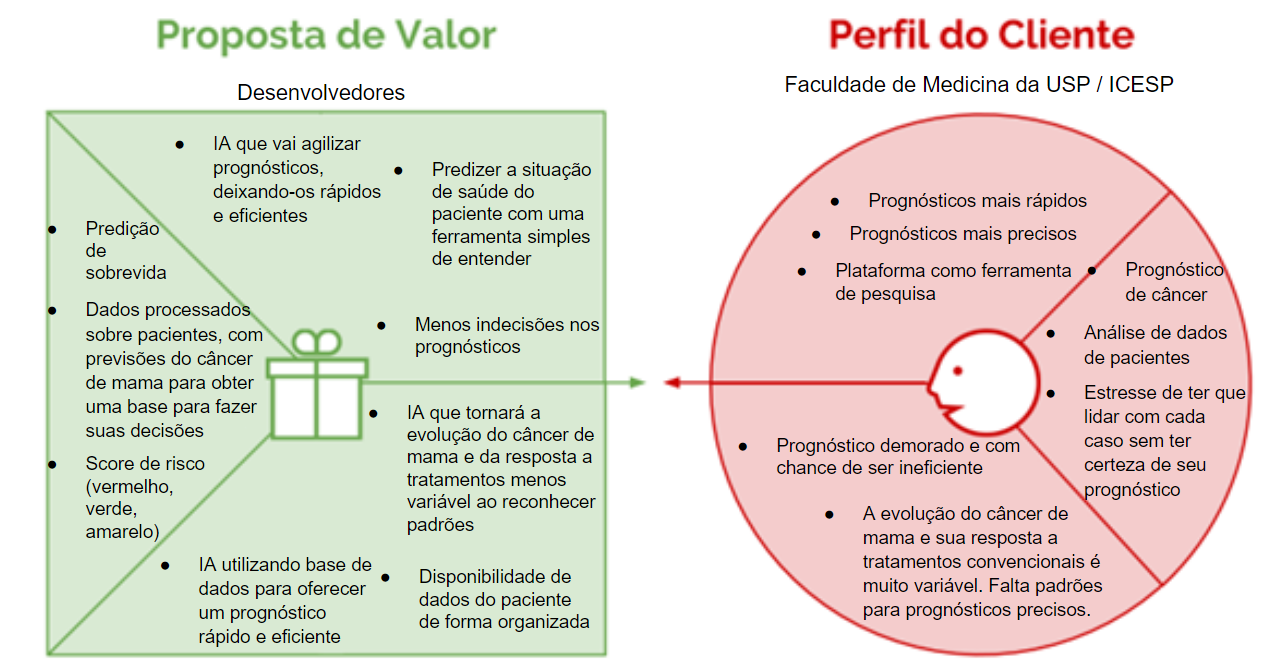 Proposta de Valor
Desenvolvedores
● IA que vai agilizar
prognósticos,
deixando-os rápidos
e eficientes
● Predizer a situação
de saúde do
paciente com uma
ferramenta simples
de entender
● Predição
de
sobrevida
● Dados processados
sobre pacientes, com
previsões do câncer
de mama para obter
uma base para fazer
suas decisões
● Score de risco
(vermelho,
verde,
amarelo)
● Menos indecisões nos
prognósticos
● IA que tornará a
evolução do câncer de
mama e da resposta a
tratamentos menos
variável ao reconhecer
padrões
● IA utilizando base de
dados para oferecer
um prognóstico
rápido e eficiente
● Disponibilidade de
dados do paciente
de forma organizada
Perfil do Cliente
Faculdade de Medicina da USP / ICESP
● Prognósticos mais rápidos
● Prognósticos mais precisos
● Plataforma como ferramenta
de pesquisa
● Prognóstico
de câncer
● Análise de dados
de pacientes
● Estresse de ter que
lidar com cada
caso sem ter
certeza de seu
prognóstico
● Prognóstico demorado e com
chance de ser ineficiente
● A evolução do câncer de
mama e sua resposta a
tratamentos convencionais é
muito variável. Falta padrões
para prognósticos precisos.